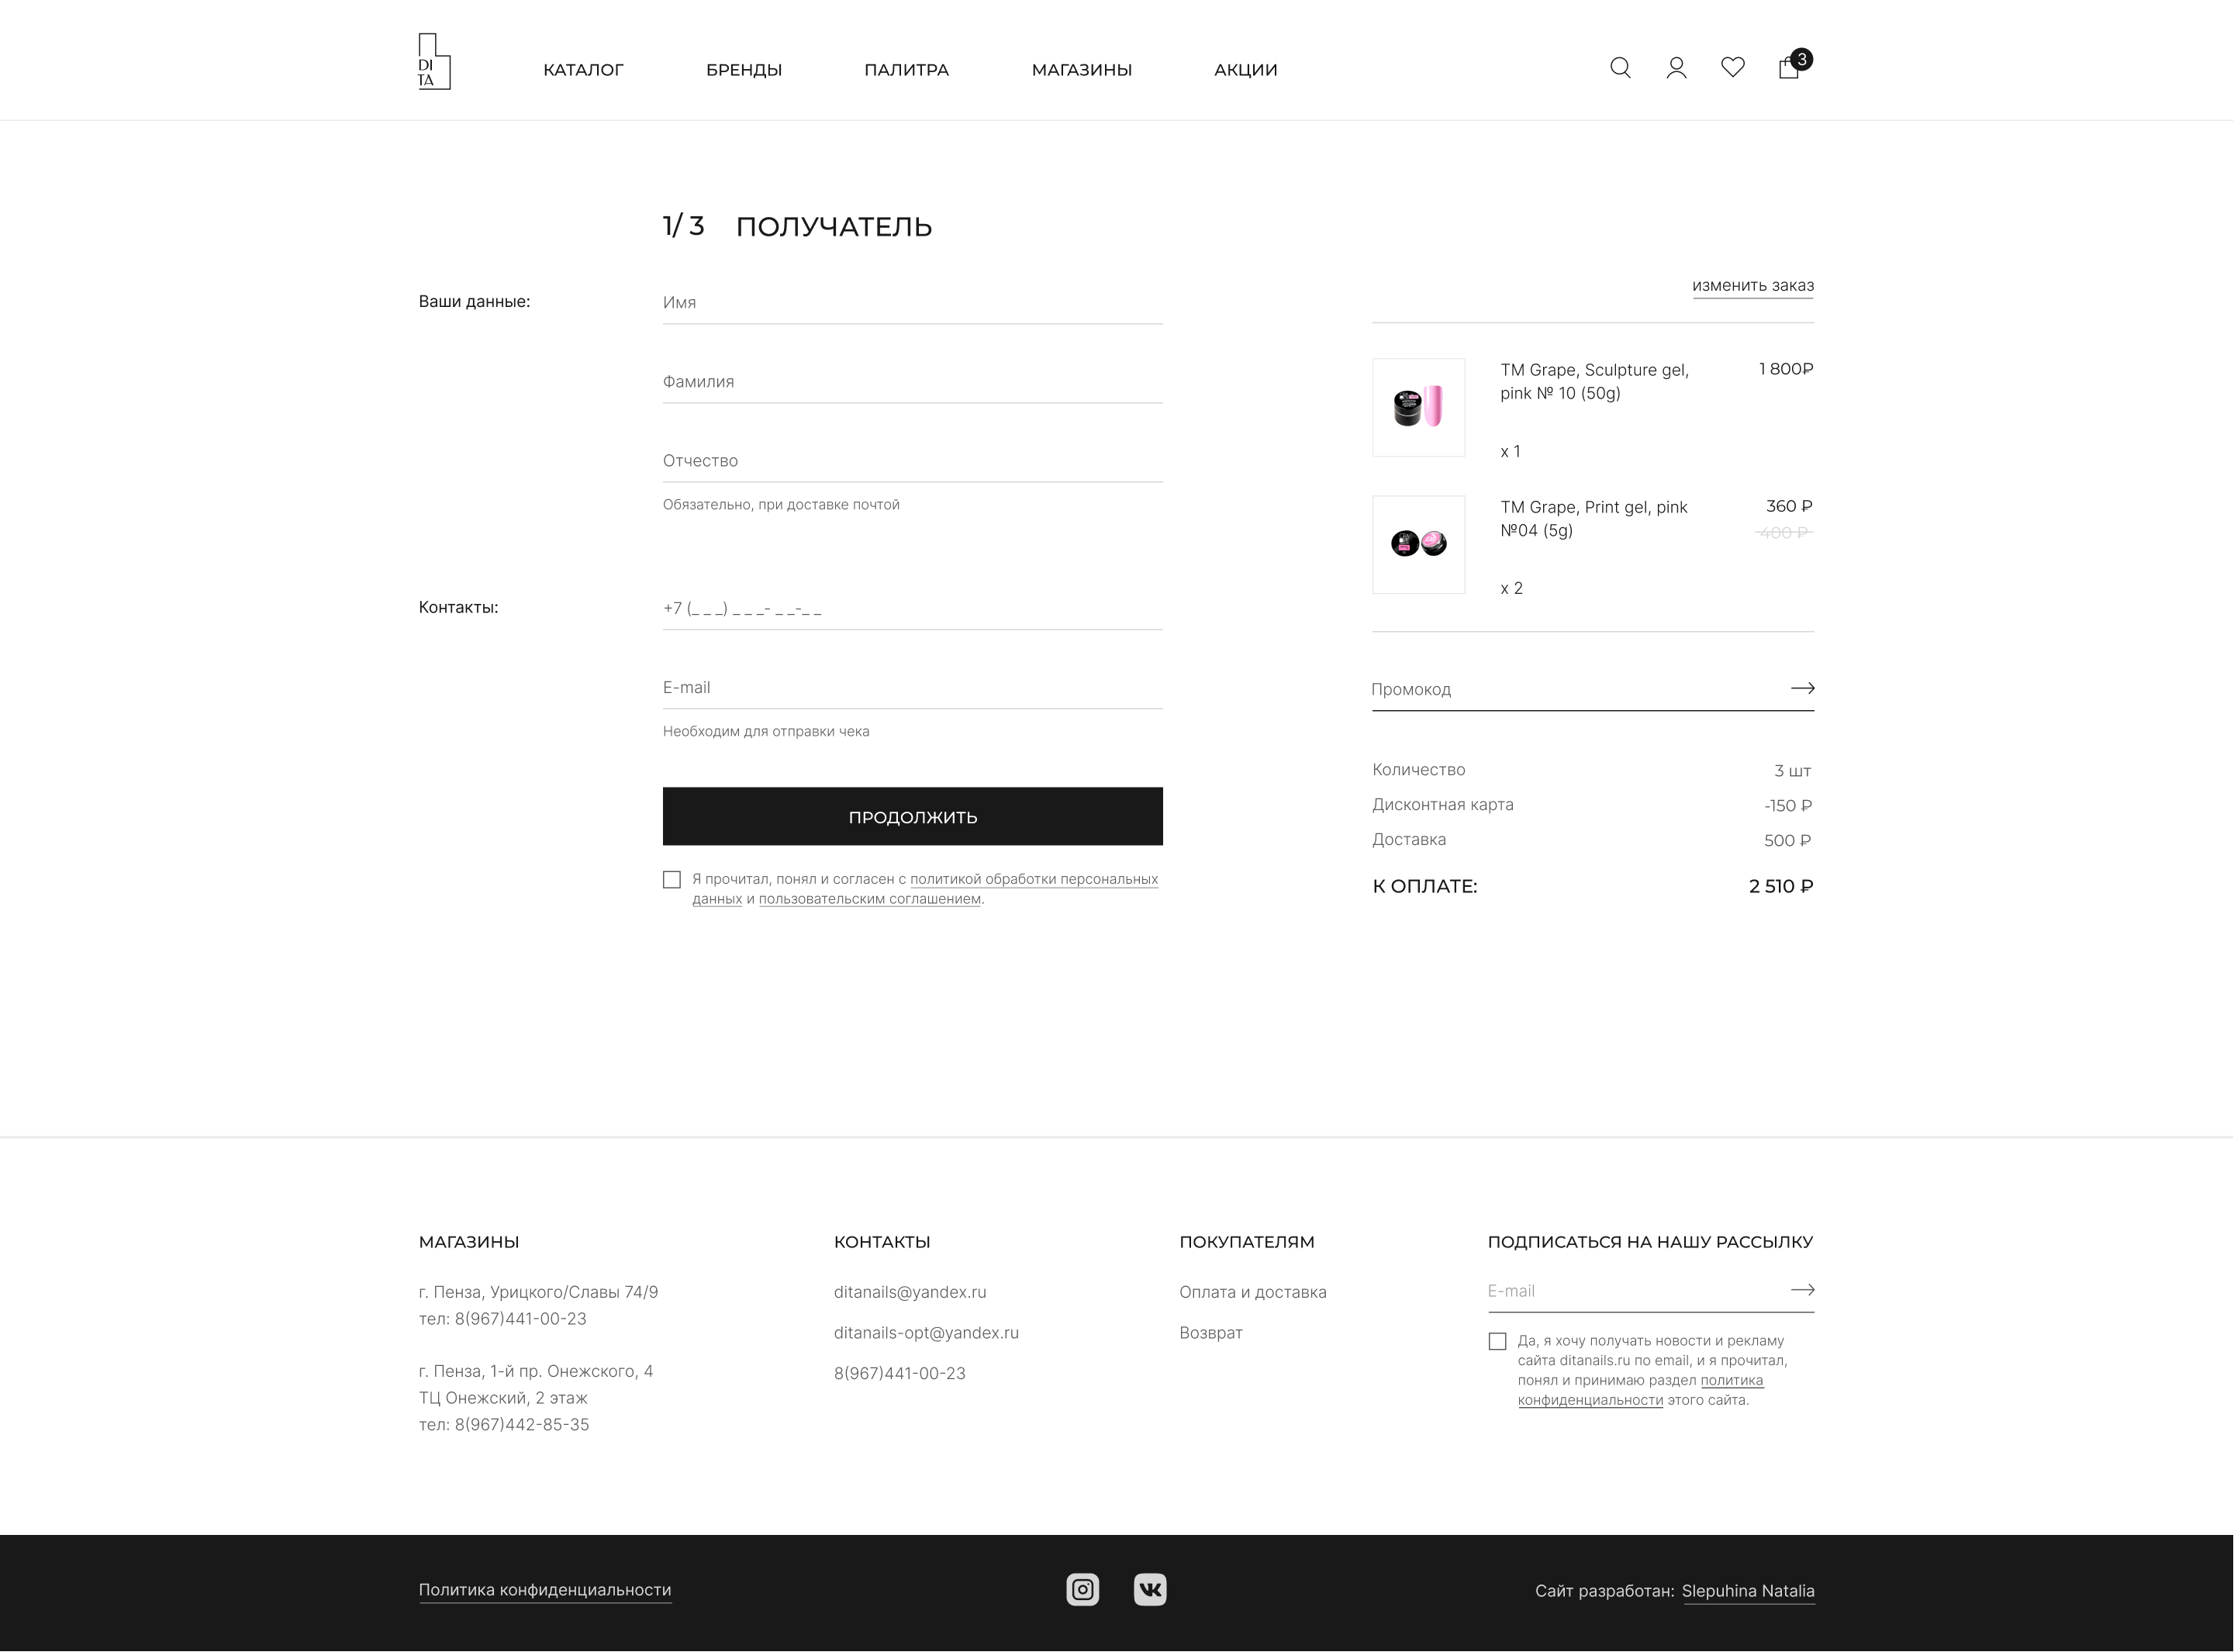 DI
TA
КАТАЛОГ
БРЕНДЫ
ПАЛИТРА
МАГАЗИНЫ
АКЦИИ
3
1/ 3 ПОЛУЧАТЕЛЬ
Ваши данные:
Имя
Фамилия
Отчество
Обязательно, при доставке почтой
Контакты:
+7 (_ _ _) _ _ _- _ _-_ _
E-mail
Необходим для отправки чека
ПРОДОЛЖИТЬ
Я прочитал, понял и согласен с политикой обработки персональных
данных и пользовательским соглашением.
изменить заказ
TM Grape, Sculpture gel,
pink № 10 (50g)
1 800₽
x 1
TM Grape, Print gel, pink
№04 (5g)
360 ₽
400 ₽
x 2
Промокод
Количество 3 шт
Дисконтная карта -150 ₽
Доставка 500 ₽
К ОПЛАТЕ: 2 510 ₽
МАГАЗИНЫ
г. Пенза, Урицкого/Славы 74/9
тел: 8(967)441-00-23
г. Пенза, 1-й пр. Онежского, 4
ТЦ Онежский, 2 этаж
тел: 8(967)442-85-35
КОНТАКТЫ
ditanails@yandex.ru
ditanails-opt@yandex.ru
8(967)441-00-23
ПОКУПАТЕЛЯМ
Оплата и доставка
Возврат
ПОДПИСАТЬСЯ НА НАШУ РАССЫЛКУ
E-mail
Да, я хочу получать новости и рекламу
сайта ditanails.ru по email, и я прочитал,
понял и принимаю раздел политика
конфиденциальности этого сайта.
Политика конфиденциальности
Сайт разработан: Slepuhina Natalia